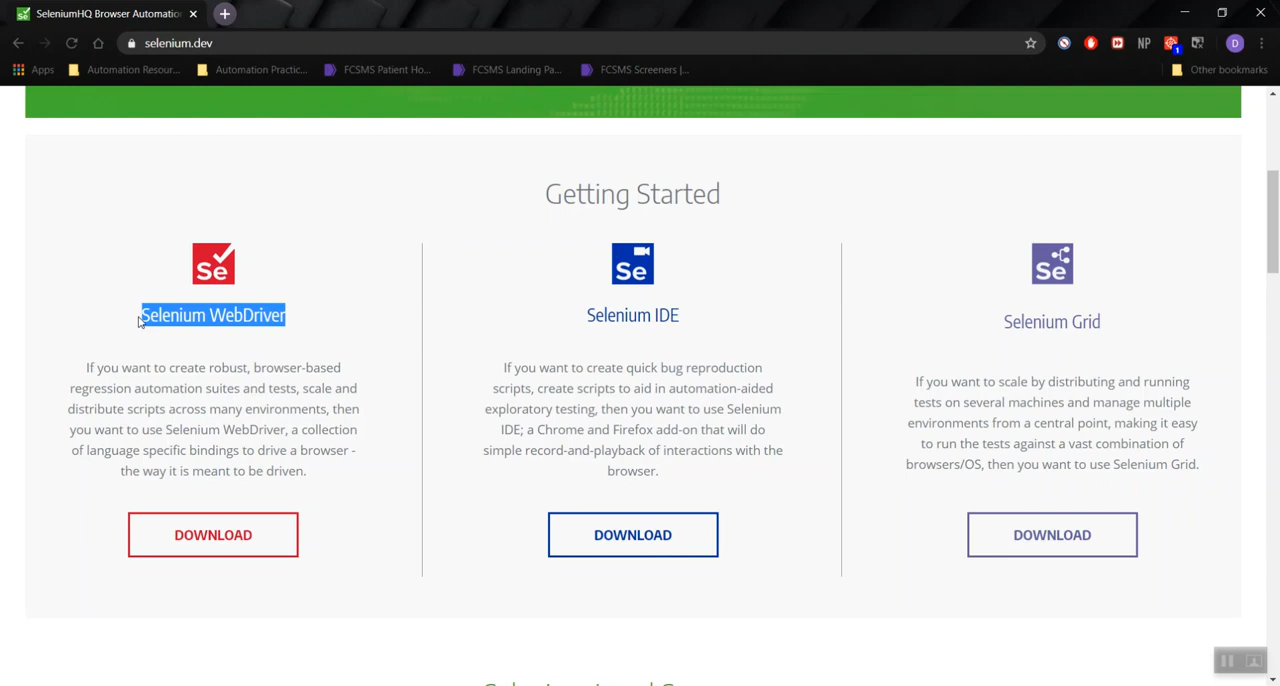 SeleniumHQ Browser Automation
selenium.dev
NP
1
D
Apps
Automation Resour...
Automation Practic...
FCSMS Patient Ho...
FCSMS Landing Pa...
FCSMS Screeners |...
Other bookmarks
Getting Started
Se
Selenium WebDriver
If you want to create robust, browser-based
regression automation suites and tests, scale and
distribute scripts across many environments, then
you want to use Selenium WebDriver, a collection
of language specific bindings to drive a browser -
the way it is meant to be driven.
DOWNLOAD
Se
Selenium IDE
If you want to create quick bug reproduction
scripts, create scripts to aid in automation-aided
exploratory testing, then you want to use Selenium
IDE; a Chrome and Firefox add-on that will do
simple record-and-playback of interactions with the
browser.
DOWNLOAD
Se
Selenium Grid
If you want to scale by distributing and running
tests on several machines and manage multiple
environments from a central point, making it easy
to run the tests against a vast combination of
browsers/OS, then you want to use Selenium Grid.
DOWNLOAD